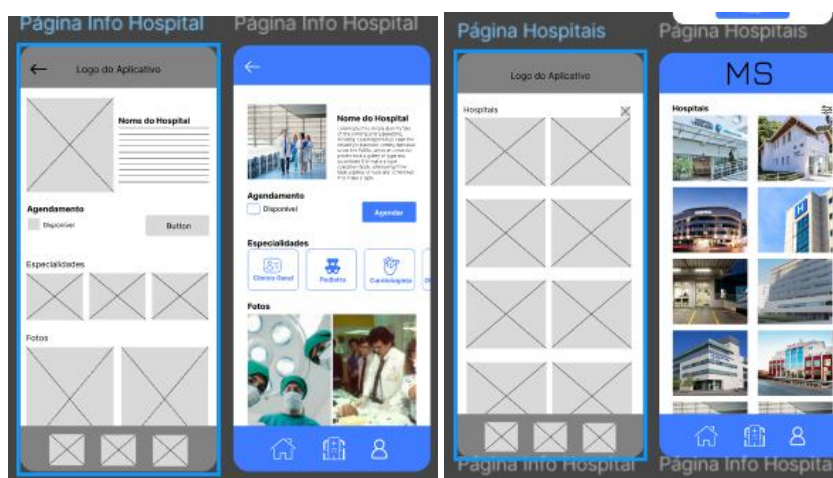 Página Info Hospital
Página Info Hospital
Logo do Aplicativo
Nome do Hospital
Agendamento
Disponível
Button
Especialidades
Fotos
Nome do Hospital
Agendamento
Disponível
Agendar
Especialidades
Clínico Geral
Pediatra
Cardiologista
Fotos
Página Hospitais
Página Hospitais
Logo do Aplicativo
Hospitais
MS
Hospitais
Página Info Hospital
Página Info Hospita